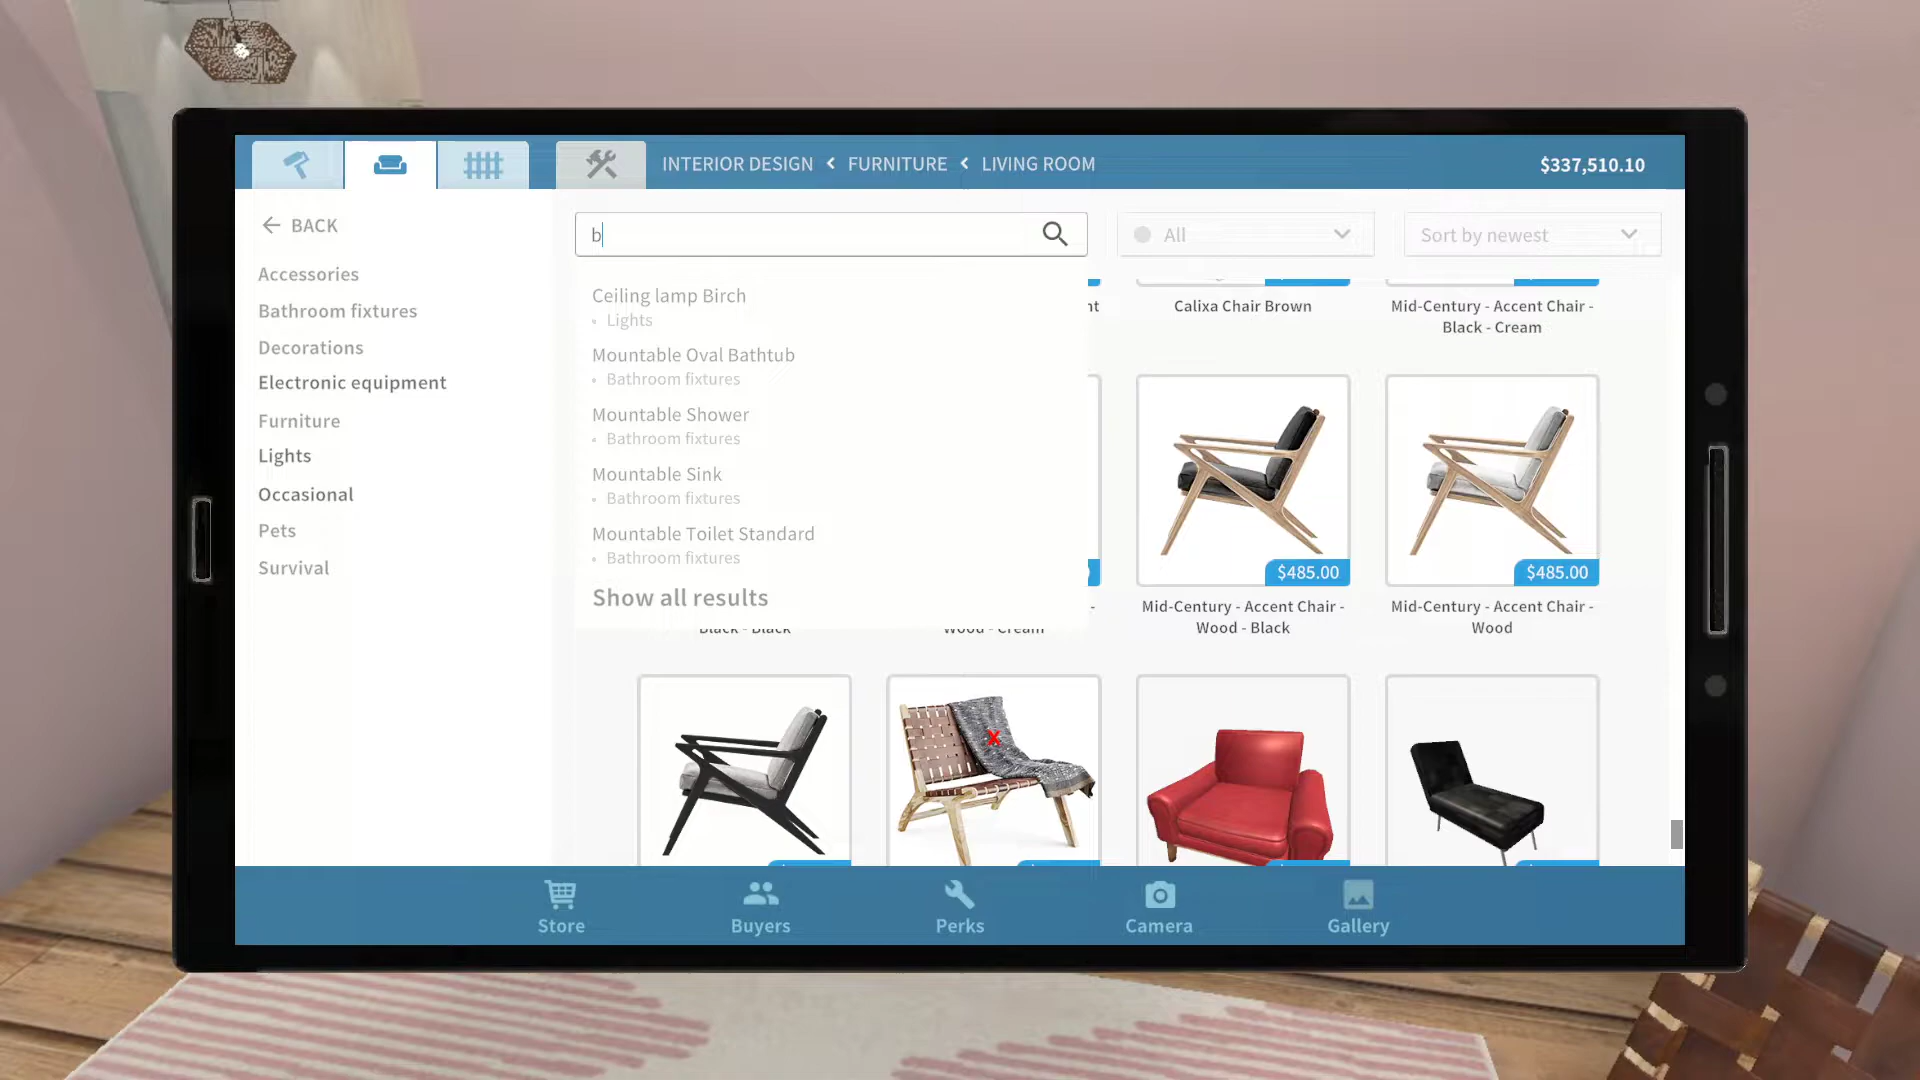 INTERIOR DESIGN < FURNITURE < LIVING ROOM
$337,510.10
BACK
Accessories
Bathroom fixtures
Decorations
Electronic equipment
Furniture
Lights
Occasional
Pets
Survival
b
All
Sort by newest
Ceiling lamp Birch
• Lights
Mountable Oval Bathtub
• Bathroom fixtures
Mountable Shower
• Bathroom fixtures
Mountable Sink
• Bathroom fixtures
Mountable Toilet Standard
• Bathroom fixtures
Show all results
Calixa Chair Brown
Mid-Century - Accent Chair -
Black - Cream
$485.00
$485.00
Black - Black
Wood - Cream
Mid-Century - Accent Chair -
Wood - Black
Mid-Century - Accent Chair -
Wood
X
Store
Buyers
Perks
Camera
Gallery